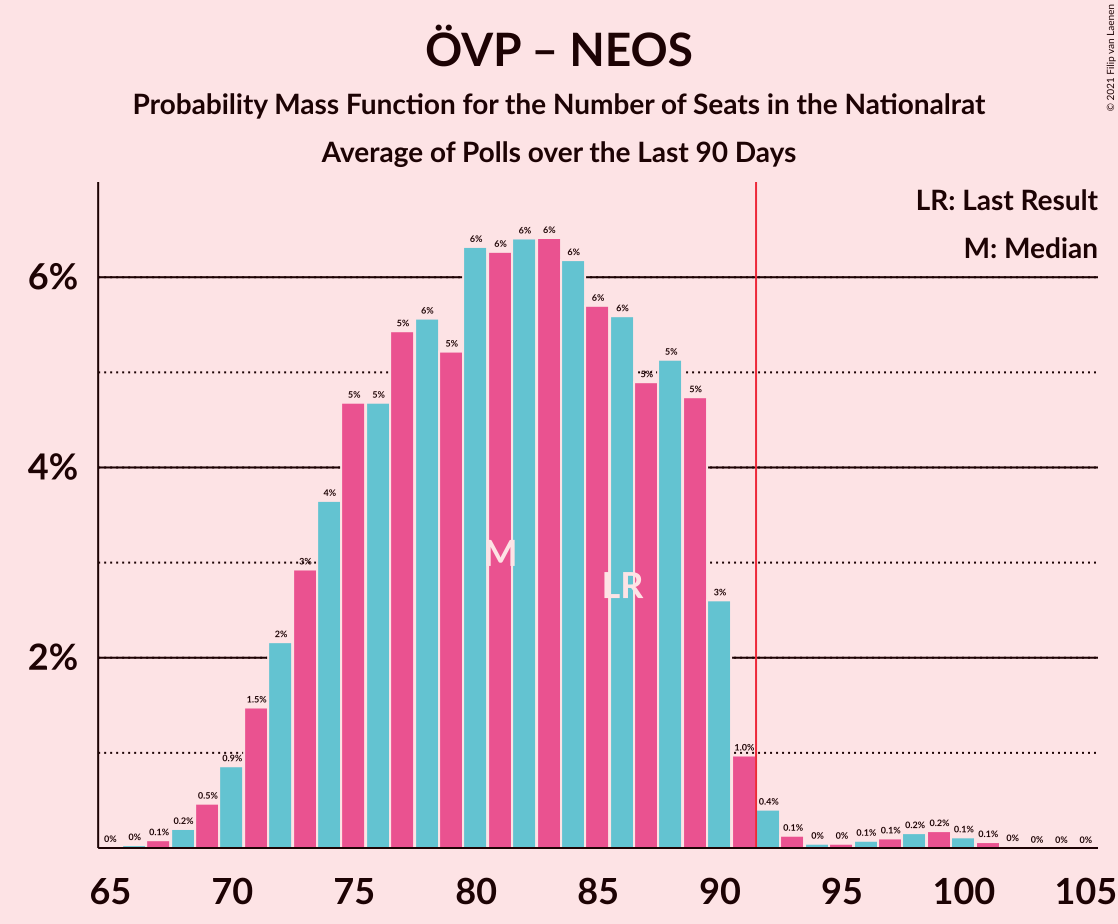 ÖVP – NEOS
Probability Mass Function for the Number of Seats in the Nationalrat
Average of Polls over the Last 90 Days
© 2021 Filip van Laenen
LR: Last Result
M: Median
6%
4%
2%
0% 0% 0.1% 0.2% 0.5% 0.9% 1.5% 2% 3% 4% 5% 5% 5% 6% 5% 6% 6% 6% 6% 6% 6% 6% 5% 5% 5% 3% 1.0% 0.4% 0.1% 0% 0% 0.1% 0.1% 0.2% 0.2% 0.1% 0.1% 0% 0% 0% 0%
M
LR
65 70 75 80 85 90 95 100 105